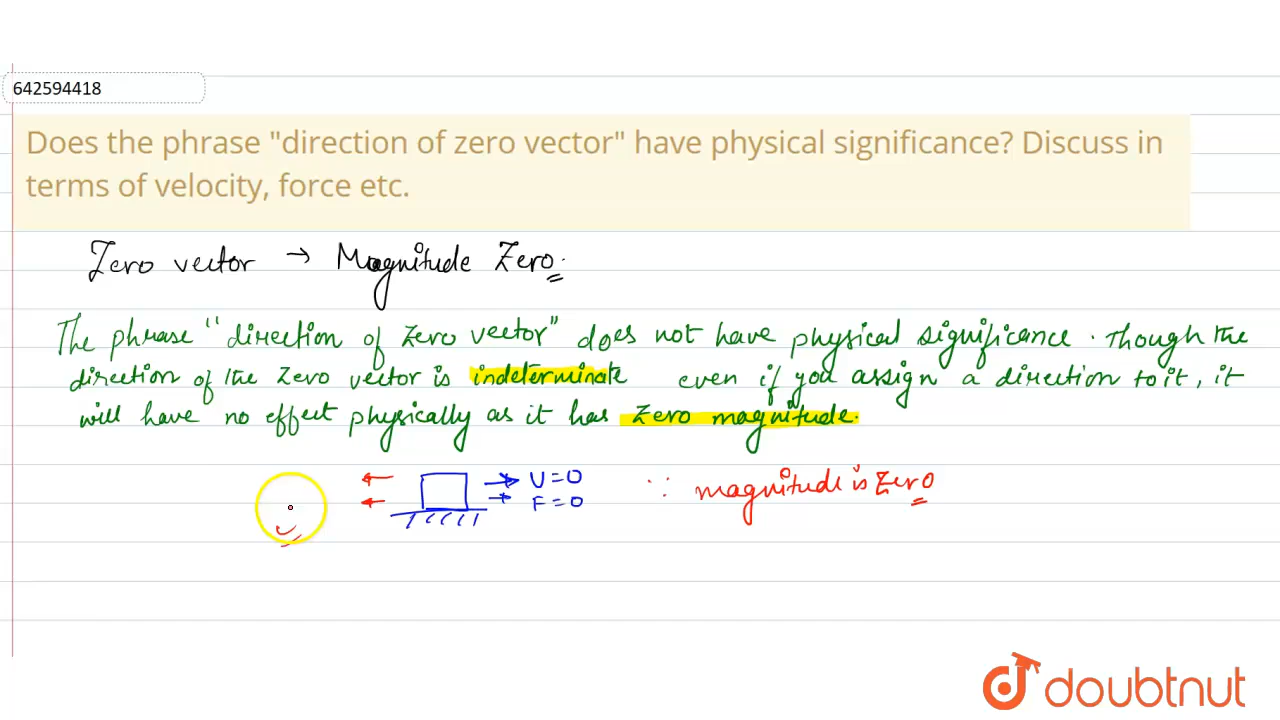 642594418
Does the phrase "direction of zero vector" have physical significance? Discuss in
terms of velocity, force etc.
Zero vector → Magnitude Zero.
The phrase "direction of Zero vector" does not have physical significance. Though the
direction of the Zero vector is indeterminate even if you assign a direction to it, it
will have no effect physically as it has Zero magnitude.
U=0
F=0
∵ magnitude is Zero
doubtnut